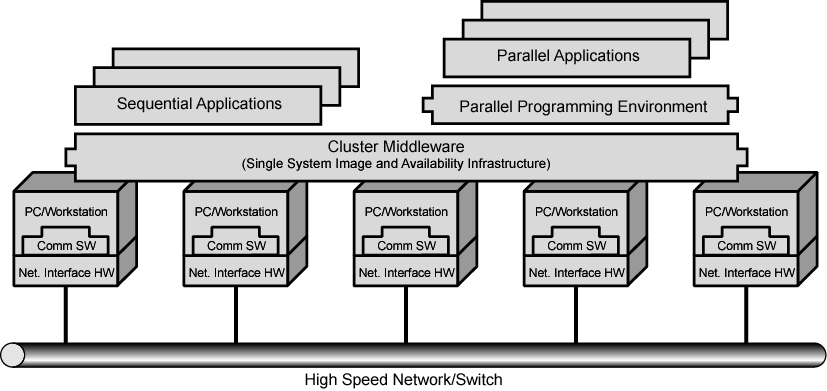 Parallel Applications
Sequential Applications
Parallel Programming Environment
Cluster Middleware
(Single System Image and Availability Infrastructure)
PC/Workstation
Comm SW
Net. Interface HW
PC/Workstation
Comm SW
Net. Interface HW
PC/Workstation
Comm SW
Net. Interface HW
PC/Workstation
Comm SW
Net. Interface HW
PC/Workstation
Comm SW
Net. Interface HW
High Speed Network/Switch